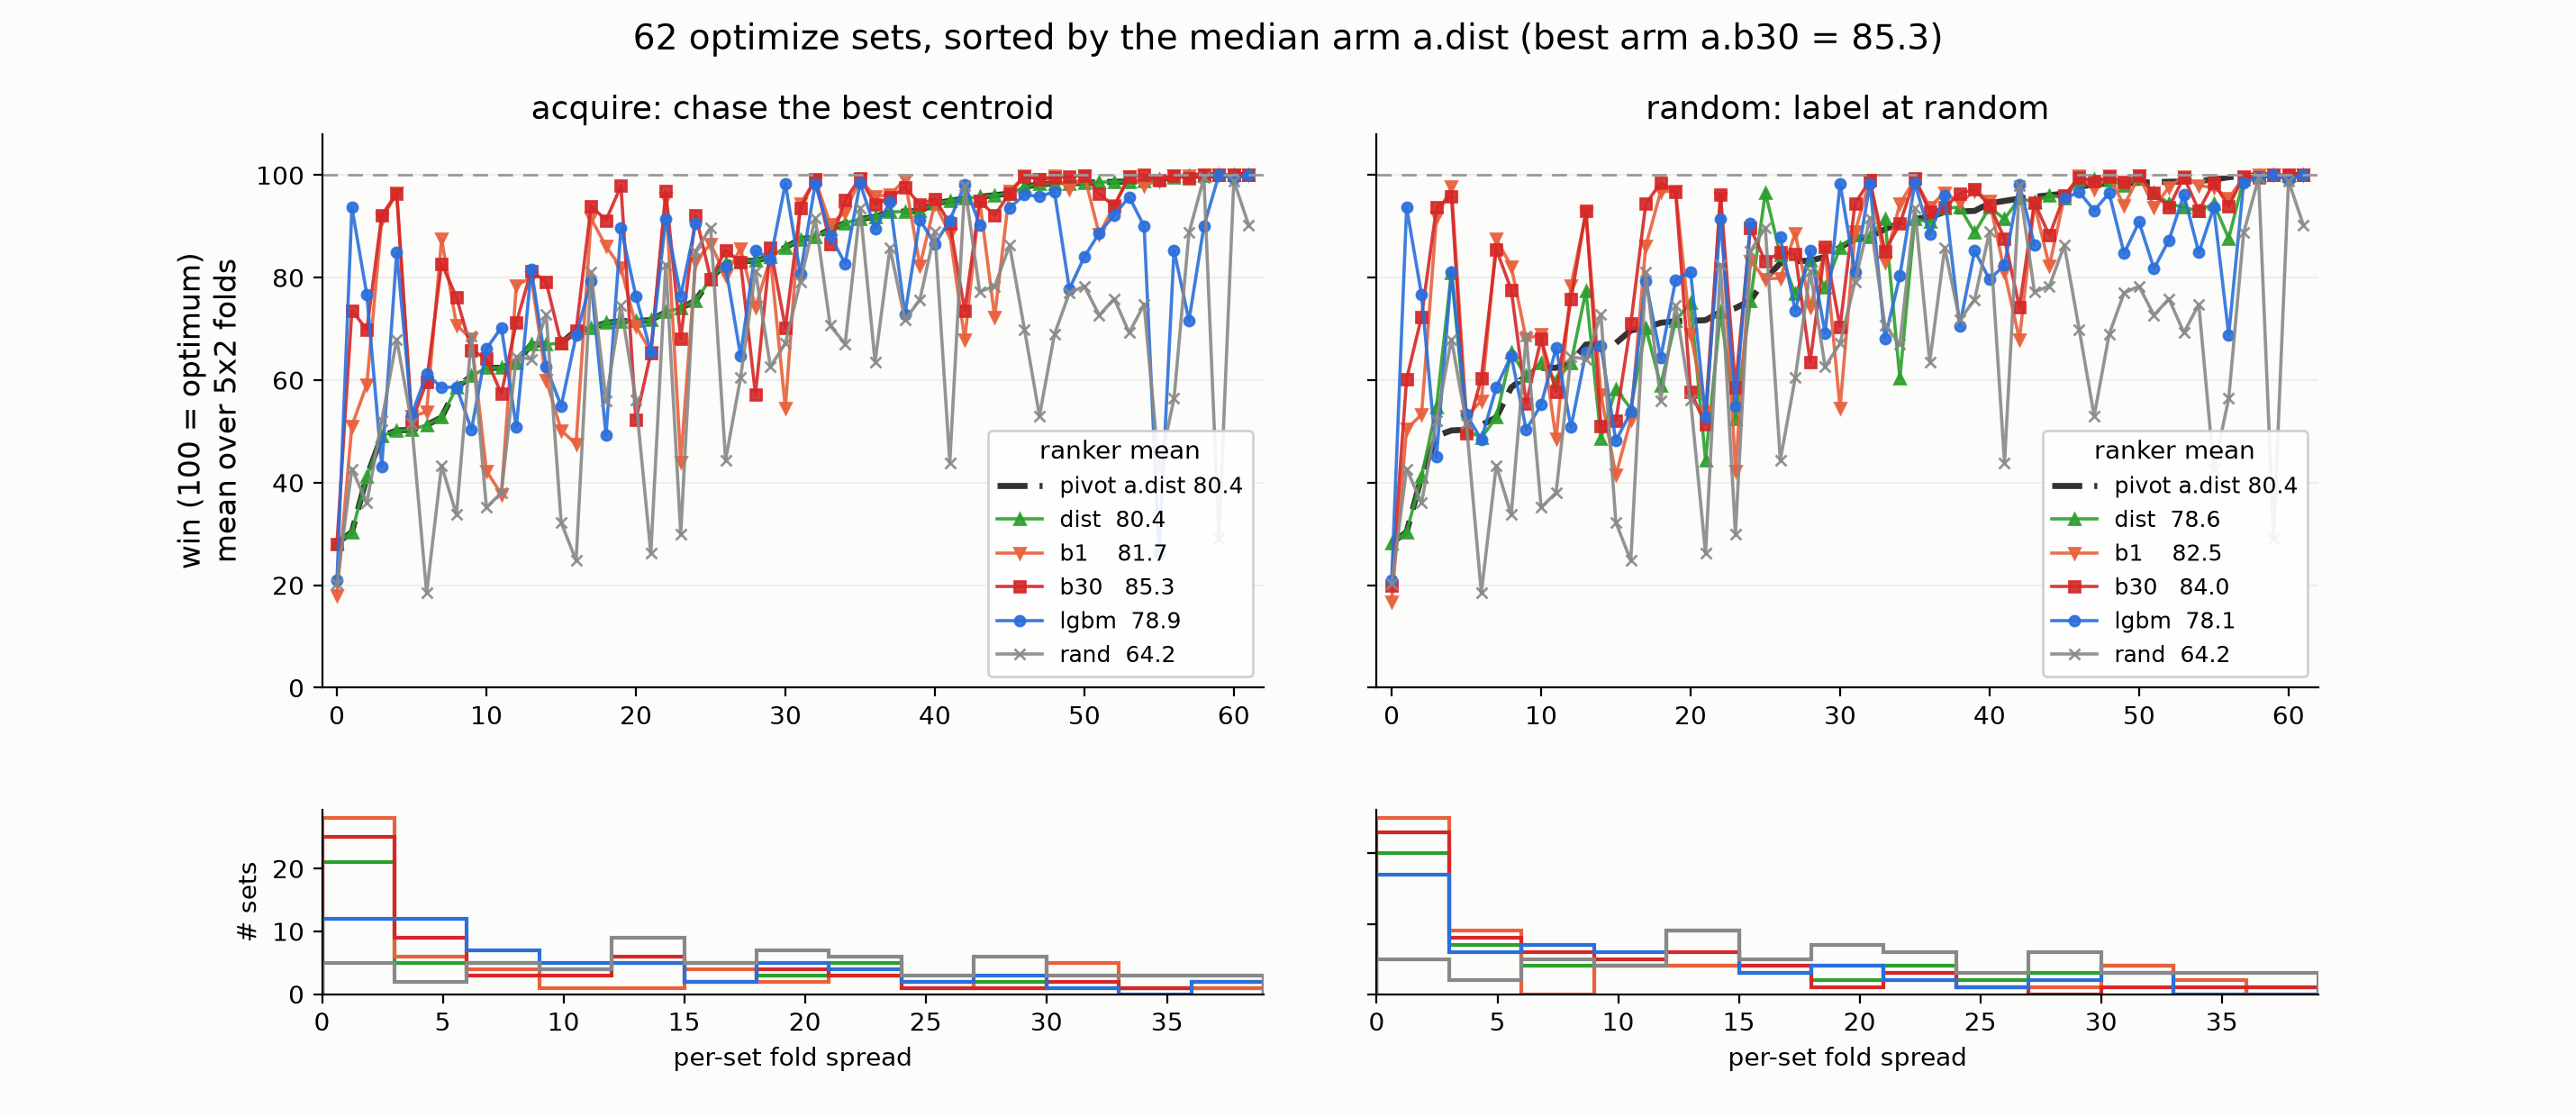 62 optimize sets, sorted by the median arm a.dist (best arm a.b30 = 85.3)
acquire: chase the best centroid
win (100 = optimum)
mean over 5x2 folds
100
80
60
40
20
0
0 10 20 30 40 50 60
ranker mean
pivot a.dist 80.4
dist 80.4
b1 81.7
b30 85.3
lgbm 78.9
rand 64.2
random: label at random
0 10 20 30 40 50 60
ranker mean
pivot a.dist 80.4
dist 78.6
b1 82.5
b30 84.0
lgbm 78.1
rand 64.2
# sets
20
10
0
0 5 10 15 20 25 30 35
per-set fold spread
0 5 10 15 20 25 30 35
per-set fold spread